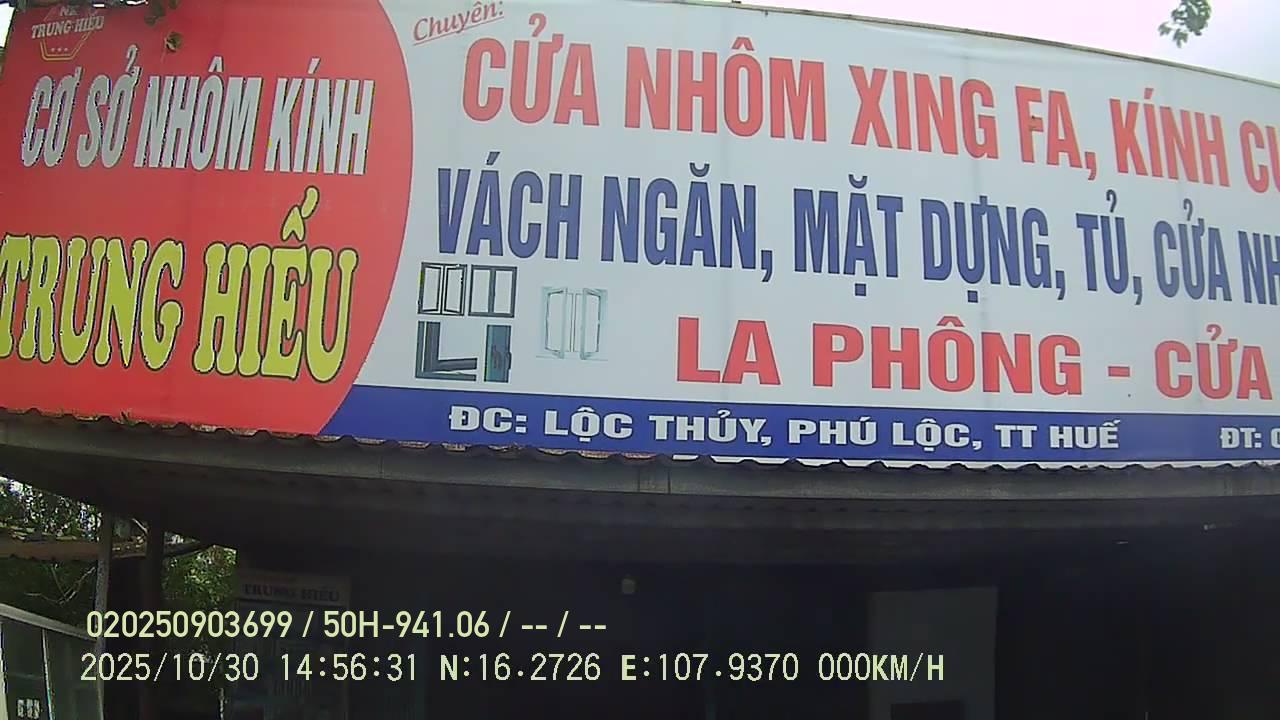 NK
TRUNG HIẾU
CƠ SỞ NHÔM KÍNH
TRUNG HIẾU
Chuyên:
CỬA NHÔM XING FA, KÍNH
VÁCH NGĂN, MẶT DỰNG, TỦ, CỬA
LA PHÔNG - CỬA
ĐC: LỘC THỦY, PHÚ LỘC, TT HUẾ
ĐT:
TRUNG HIẾU
020250903699 / 50H-941.06 / -- / --
2025/10/30 14:56:31 N:16.2726 E:107.9370 000KM/H